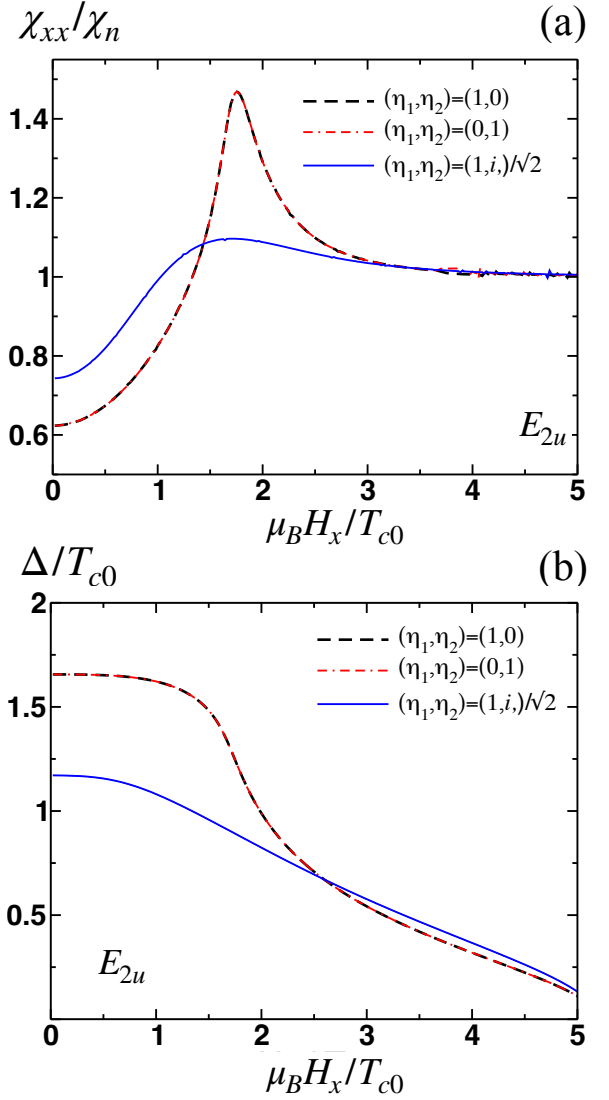 χxx/χn (a)
1.4
1.2
1
0.8
0.6
(η1,η2)=(1,0)
(η1,η2)=(0,1)
(η1,η2)=(1,i,)/√2
E2u
0 1 2 3 4 5
μBHx/Tc0
Δ/Tc0 (b)
2
1.5
1
0.5
(η1,η2)=(1,0)
(η1,η2)=(0,1)
(η1,η2)=(1,i,)/√2
E2u
0 1 2 3 4 5
μBHx/Tc0